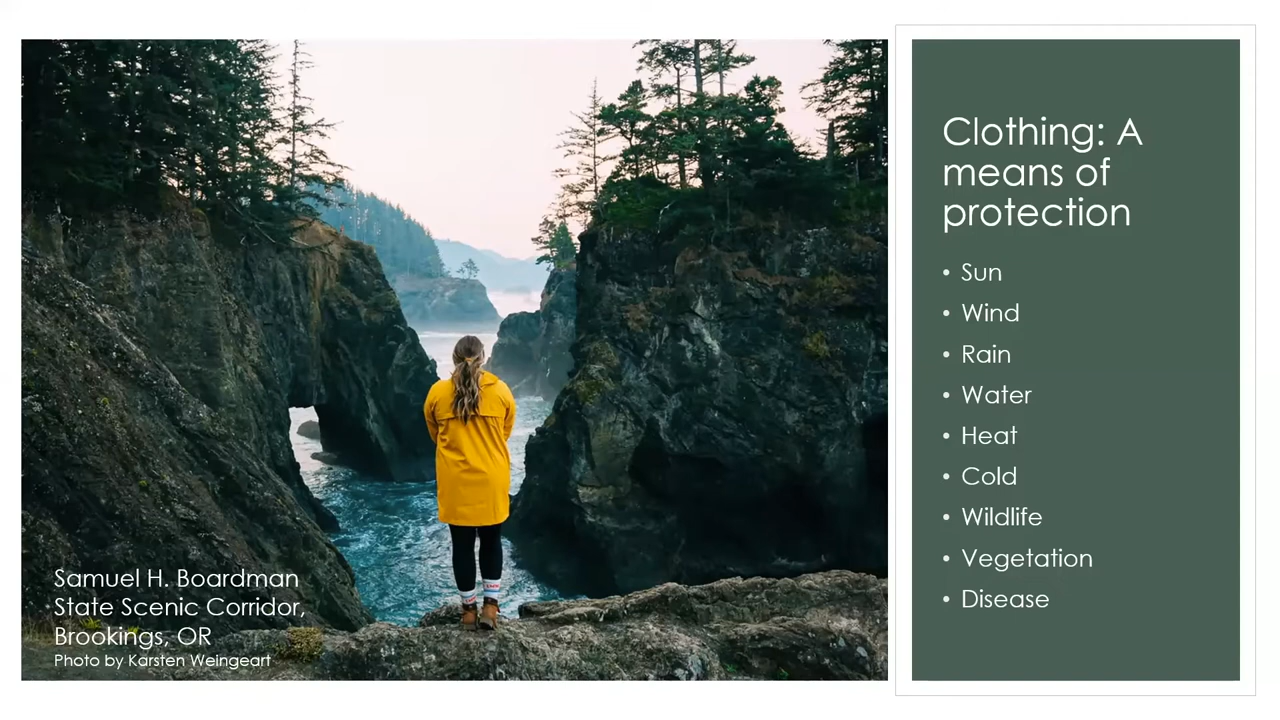 Clothing: A
means of
protection
• Sun
• Wind
• Rain
• Water
• Heat
• Cold
• Wildlife
• Vegetation
• Disease
Samuel H. Boardman
State Scenic Corridor,
Brookings, OR
Photo by Karsten Weingeart